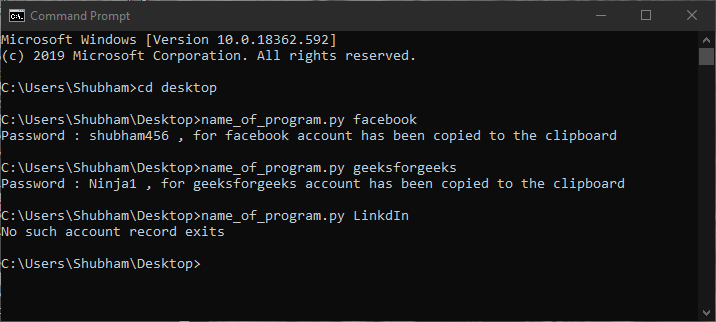 Command Prompt
Microsoft Windows [Version 10.0.18362.592]
(c) 2019 Microsoft Corporation. All rights reserved.
C:\Users\Shubham>cd desktop
C:\Users\Shubham\Desktop>name_of_program.py facebook
Password : shubham456 , for facebook account has been copied to the clipboard
C:\Users\Shubham\Desktop>name_of_program.py geeksforgeeks
Password : Ninja1 , for geeksforgeeks account has been copied to the clipboard
C:\Users\Shubham\Desktop>name_of_program.py LinkdIn
No such account record exits
C:\Users\Shubham\Desktop>